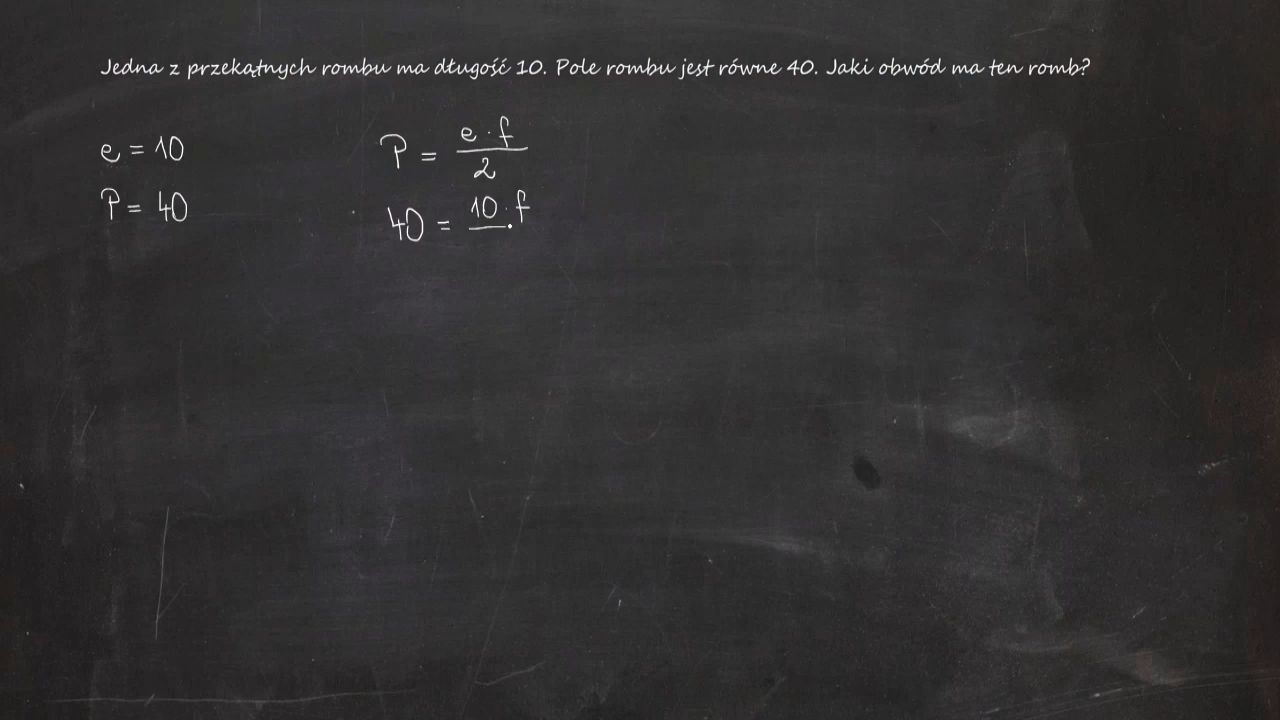 Jedna z przekątnych rombu ma długość 10. Pole rombu jest równe 40. Jaki obwód ma ten romb?
e = 10
P = 40
P = e · f / 2
40 = 10 · f